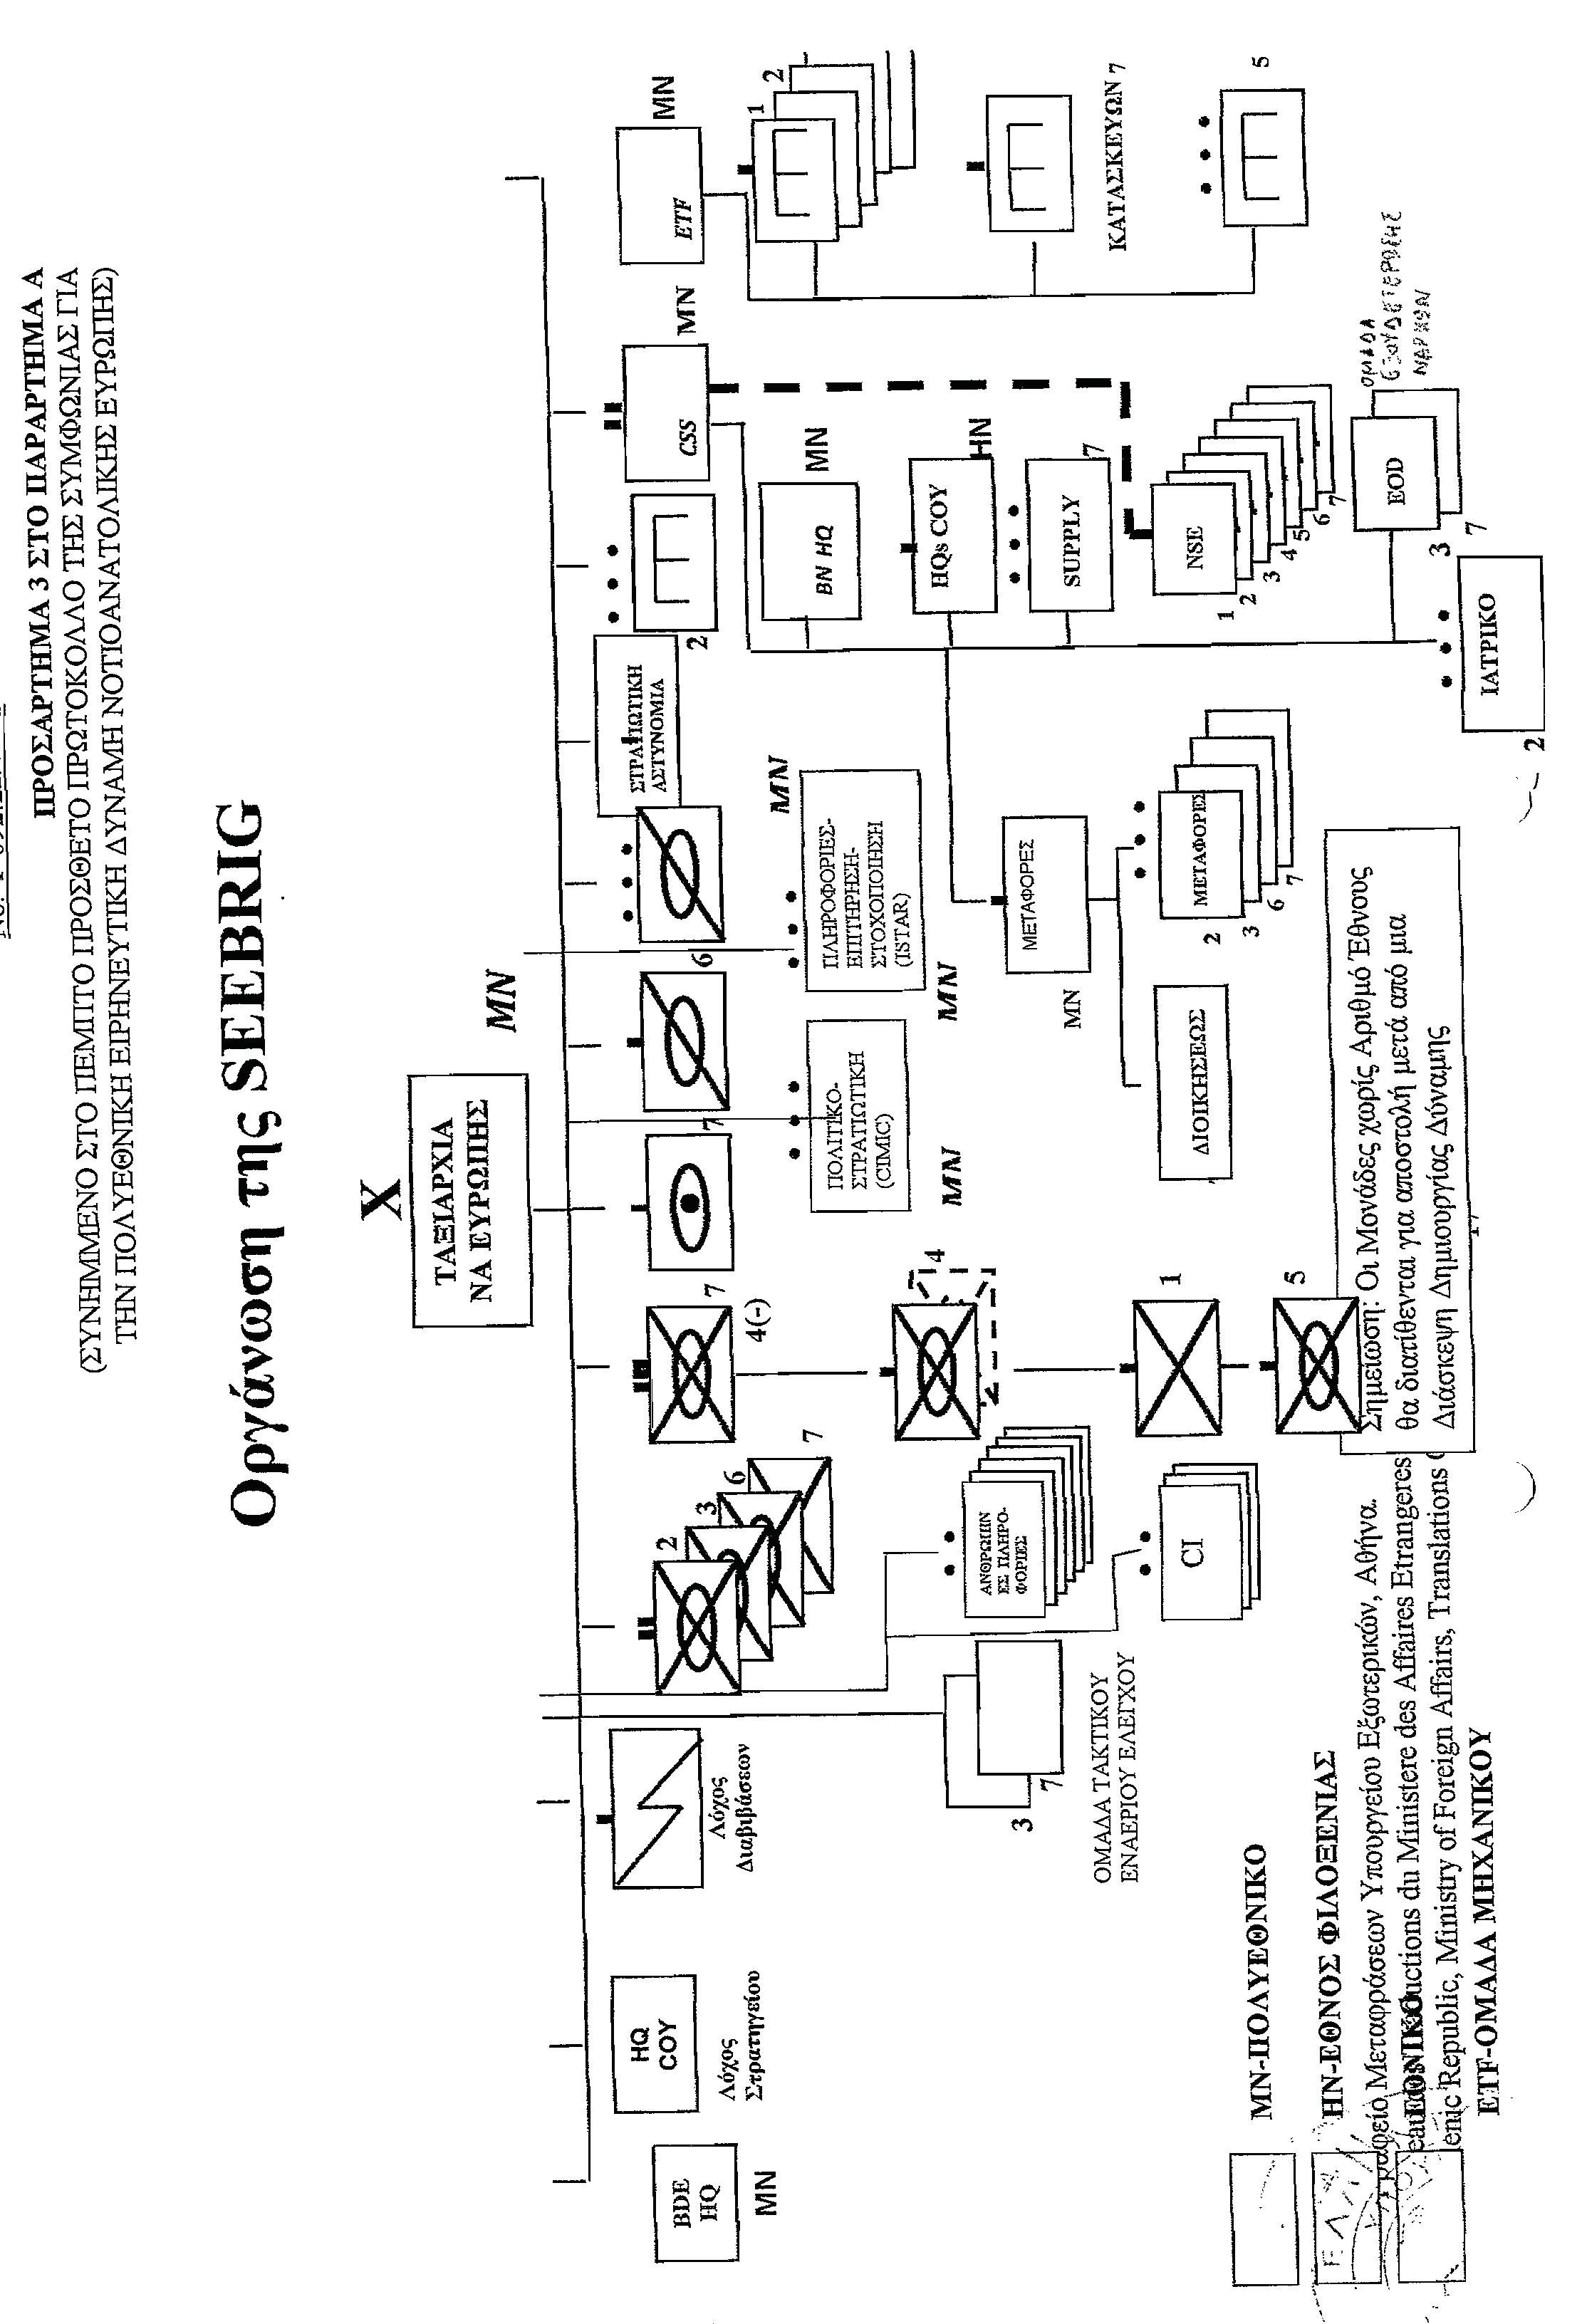 ΠΡΟΣΑΡΤΗΜΑ 3 ΣΤΟ ΠΑΡΑΡΤΗΜΑ Α
(ΣΥΝΗΜΜΕΝΟ ΣΤΟ ΠΕΜΠΤΟ ΠΡΟΣΘΕΤΟ ΠΡΩΤΟΚΟΛΛΟ ΤΗΣ ΣΥΜΦΩΝΙΑΣ ΓΙΑ
ΤΗΝ ΠΟΛΥΕΘΝΙΚΗ ΕΙΡΗΝΕΥΤΙΚΗ ΔΥΝΑΜΗ ΝΟΤΙΟΑΝΑΤΟΛΙΚΗΣ ΕΥΡΩΠΗΣ)
Οργάνωση της SEEBRIG
X
ΤΑΞΙΑΡΧΙΑ
ΝΑ ΕΥΡΩΠΗΣ
MN
BDE
HQ
MN
HQ
COY
Λόχος
Στρατηγείου
Λόχος
Διαβιβάσεων
2
3
6
7
7
4(-)
7
6
ΣΤΡΑΤΙΩΤΙΚΗ
ΑΣΤΥΝΟΜΙΑ
2
CSS
MN
ETF
MN
1
2
ΚΑΤΑΣΚΕΥΩΝ 7
5
3
7
ΟΜΑΔΑ ΤΑΚΤΙΚΟΥ
ΕΝΑΕΡΙΟΥ ΕΛΕΓΧΟΥ
ΑΝΘΡΩΠΙΝ
ΕΣ ΠΛΗΡΟ-
ΦΟΡΙΕΣ
CI
4
1
5
ΠΟΛΙΤΙΚΟ-
ΣΤΡΑΤΙΩΤΙΚΗ
(CIMIC)
MN
ΠΛΗΡΟΦΟΡΙΕΣ-
ΕΠΙΤΗΡΗΣΗ-
ΣΤΟΧΟΠΟΙΗΣΗ
(ISTAR)
MN
MN
BN HQ
MN
HQs COY
HN
SUPPLY
7
NSE
1
2
3
4
5
6
7
EOD
3
7
ΟΜΑΔΑ
ΕΞΟΥΔΕΤΕΡΩΣΗΣ
ΝΑΡΚΩΝ
ΙΑΤΡΙΚΟ
2
ΜΕΤΑΦΟΡΕΣ
MN
ΜΕΤΑΦΟΡΕΣ
2
3
6
7
ΔΙΟΙΚΗΣΕΩΣ
Σημείωση: Οι Μονάδες χωρίς Αριθμό Έθνους
θα διατίθενται για αποστολή μετά από μια
Διάσκεψη Δημιουργίας Δύναμης
MN-ΠΟΛΥΕΘΝΙΚΟ
HN-ΕΘΝΟΣ ΦΙΛΟΞΕΝΙΑΣ
ΕΘΝΙΚΟ
ETF-ΟΜΑΔΑ ΜΗΧΑΝΙΚΟΥ
Μεταφράσεων Υπουργείου Εξωτερικών, Αθήνα.
du Ministere des Affaires Etrangeres
Republic, Ministry of Foreign Affairs, Translations